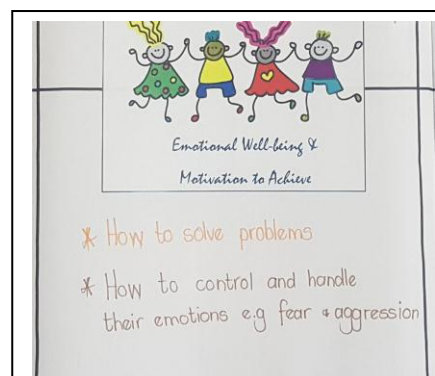 Emotional Well-being &
Motivation to Achieve
* How to solve problems
* How to control and handle
their emotions e.g fear & aggression